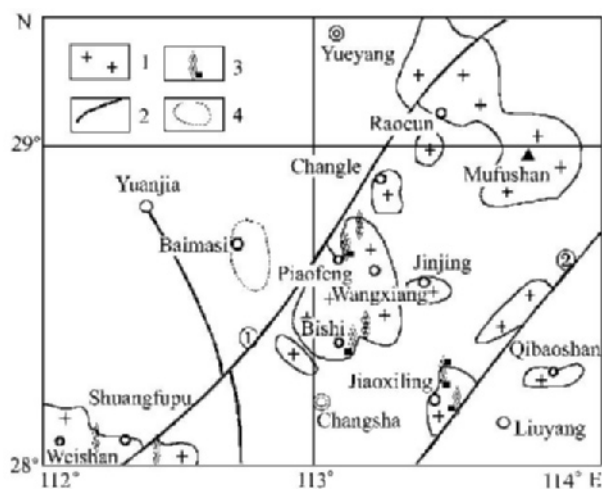 N
Yueyang
1
3
2
4
Raocun
29°
Changle
Mufushan
Yuanjia
Baimasi
Piaofeng
Jinjing
②
Wangxiang
Bishi
①
Qibaoshan
Jiaoxiling
Shuangfupu
Changsha
Liuyang
Weishan
28°
112°
113°
114° E